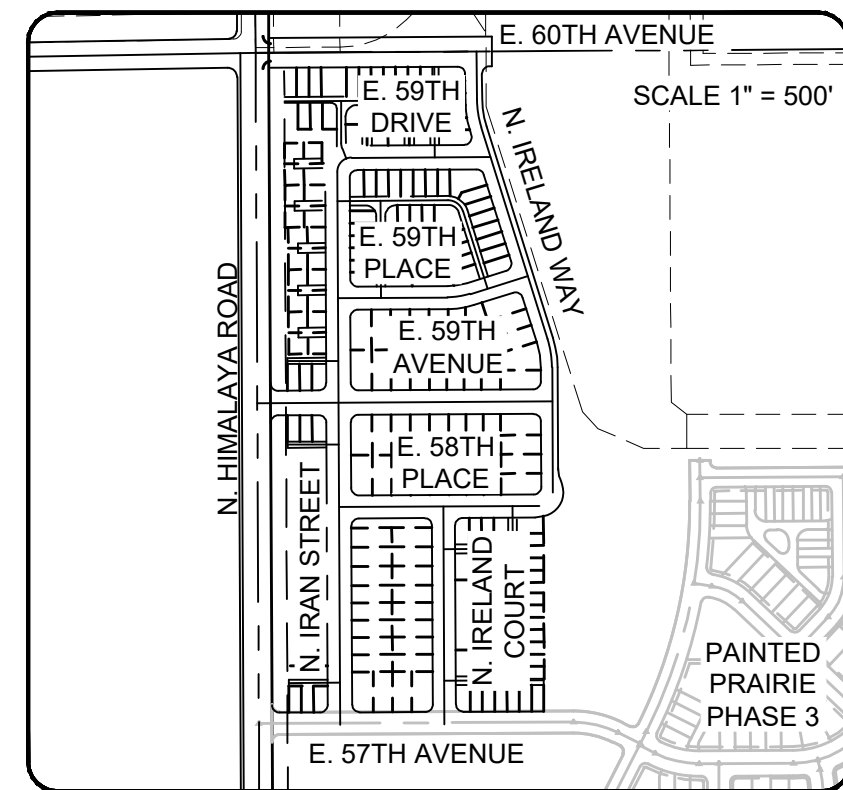 E. 60TH AVENUE
SCALE 1" = 500'
E. 59TH
DRIVE
N. IRELAND WAY
E. 59TH
PLACE
N. HIMALAYA ROAD
E. 59TH
AVENUE
E. 58TH
PLACE
N. IRAN STREET
N. IRELAND
COURT
PAINTED
PRAIRIE
PHASE 3
E. 57TH AVENUE